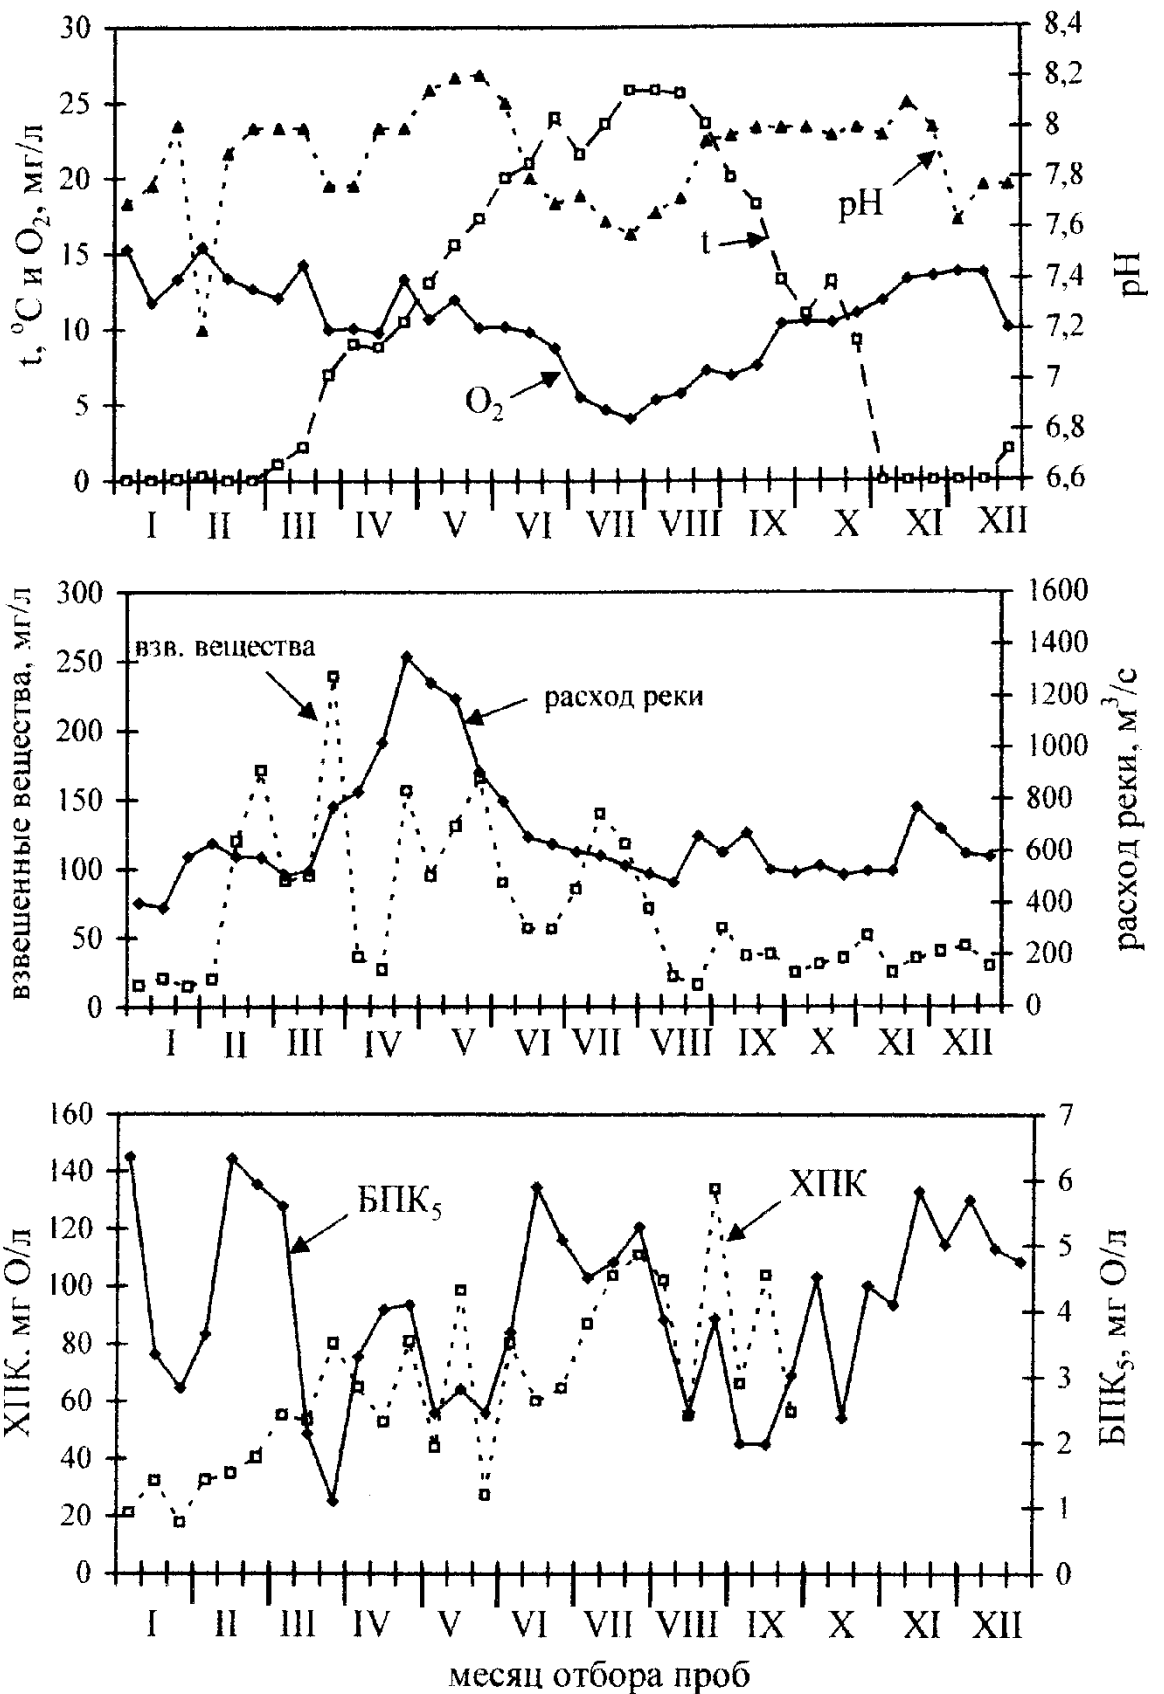 t, °С и О2, мг/л
30
25
20
15
10
5
0
8,4
8,2
8
7,8
7,6
7,4
7,2
7
6,8
6,6
рН
рН
t
О2
I II III IV V VI VII VIII IX X XI XII
взвешенные вещества, мг/л
300
250
200
150
100
50
0
1600
1400
1200
1000
800
600
400
200
0
расход реки, м3/с
взв. вещества
расход реки
I II III IV V VI VII VIII IX X XI XII
ХПК. мг О/л
160
140
120
100
80
60
40
20
0
7
6
5
4
3
2
1
0
БПК5, мг О/л
БПК5
ХПК
I II III IV V VI VII VIII IX X XI XII
месяц отбора проб